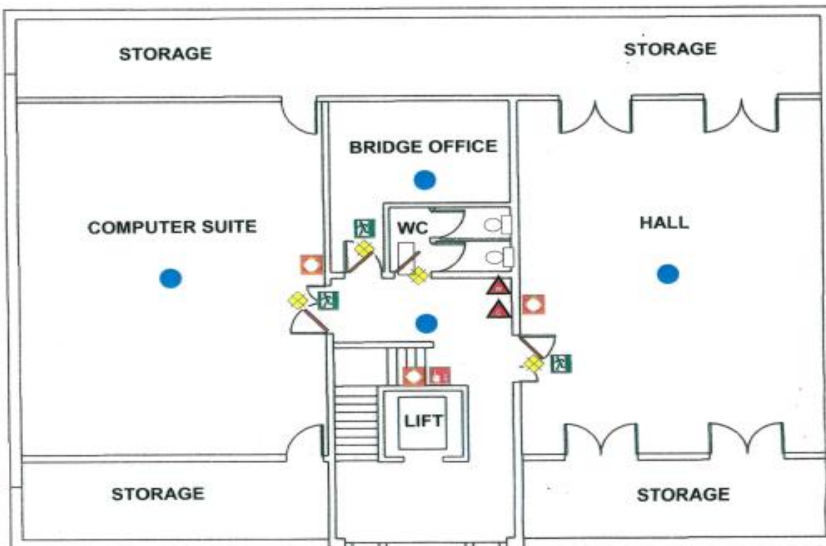 STORAGE
STORAGE
BRIDGE OFFICE
COMPUTER SUITE
WC
HALL
LIFT
STORAGE
STORAGE